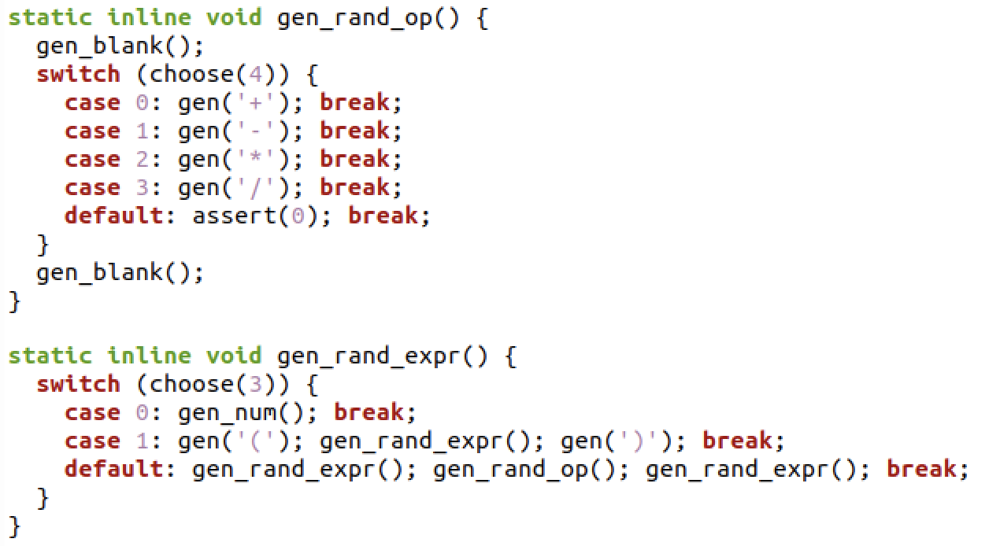 static inline void gen_rand_op() {
  gen_blank();
  switch (choose(4)) {
    case 0: gen('+'); break;
    case 1: gen('-'); break;
    case 2: gen('*'); break;
    case 3: gen('/'); break;
    default: assert(0); break;
  }
  gen_blank();
}

static inline void gen_rand_expr() {
  switch (choose(3)) {
    case 0: gen_num(); break;
    case 1: gen('('); gen_rand_expr(); gen(')'); break;
    default: gen_rand_expr(); gen_rand_op(); gen_rand_expr(); break;
  }
}